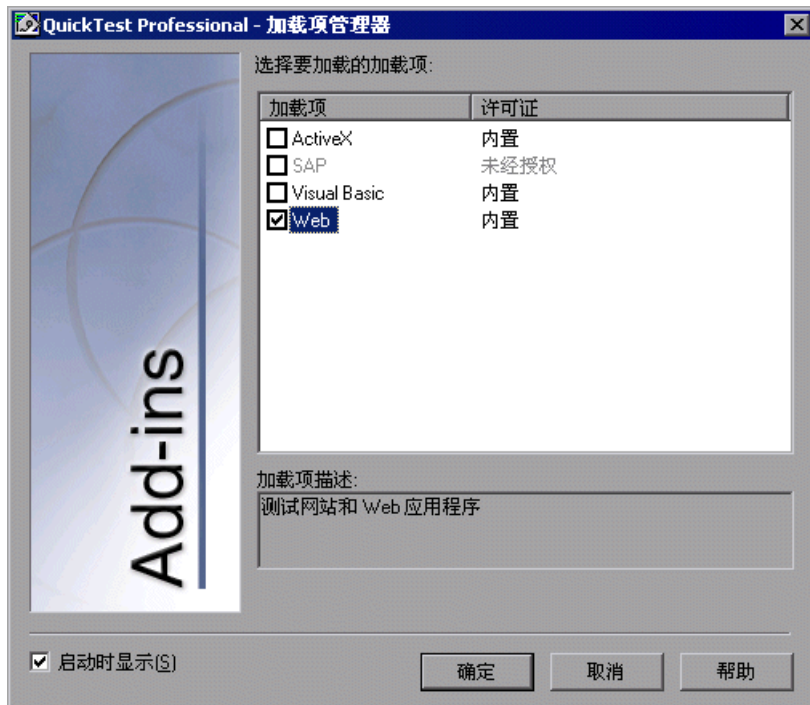 QuickTest Professional - 加载项管理器
选择要加载的加载项:
加载项 许可证
ActiveX 内置
SAP 未经授权
Visual Basic 内置
Web 内置
Add-ins
加载项描述:
测试网站和 Web 应用程序
启动时显示(S) 确定 取消 帮助